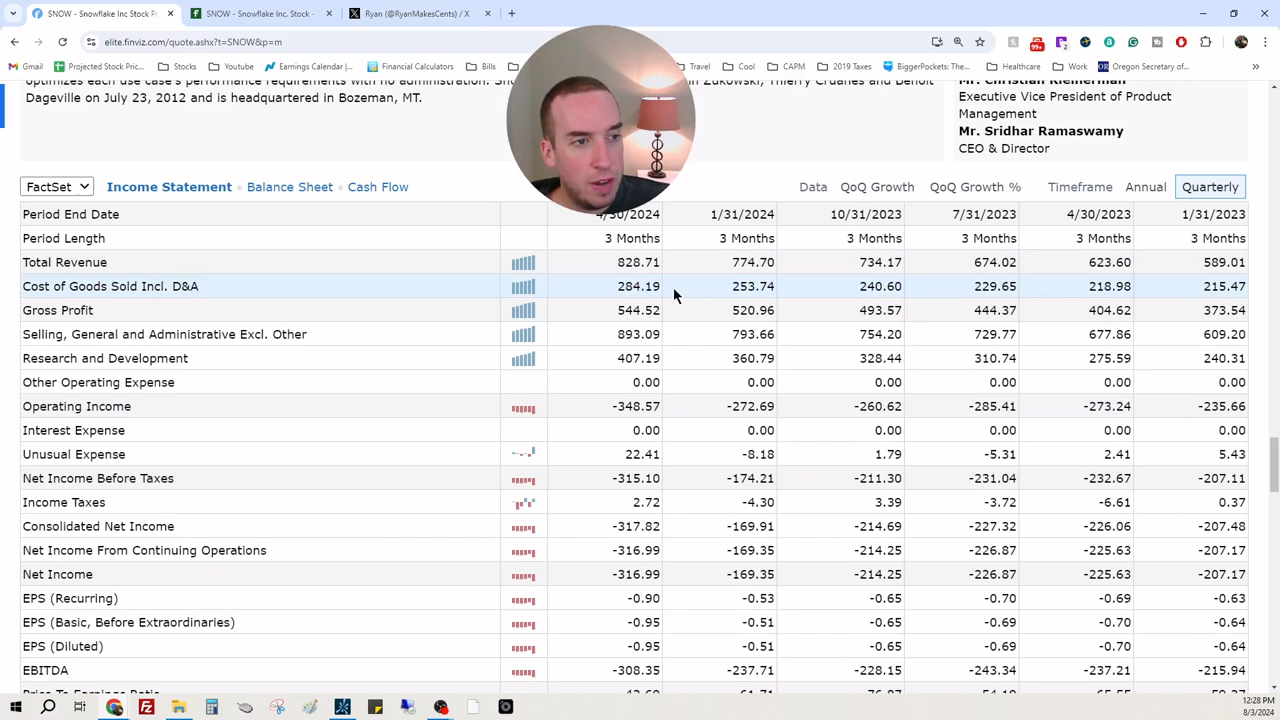 SNOW - Snowflake Inc Stock Pr
SNOW - Snowflake Inc. Stock -
Ryan (@RyanMakesCents) / X
elite.finviz.com/quote.ashx?t=SNOW&p=m
99+
2
Gmail
Projected Stock Pric...
Stocks
Youtube
Earnings Calendar |...
Financial Calculators
Bills
Travel
Cool
CAPM
2019 Taxes
BiggerPockets: The...
Healthcare
Work
OR
Oregon Secretary of...
Dageville on July 23, 2012 and is headquartered in Bozeman, MT.
Executive Vice President of Product
Management
Mr. Sridhar Ramaswamy
CEO & Director
FactSet
Income Statement • Balance Sheet • Cash Flow
Data QoQ Growth QoQ Growth % Timeframe Annual Quarterly
Period End Date 4/30/2024 1/31/2024 10/31/2023 7/31/2023 4/30/2023 1/31/2023
Period Length 3 Months 3 Months 3 Months 3 Months 3 Months 3 Months
Total Revenue 828.71 774.70 734.17 674.02 623.60 589.01
Cost of Goods Sold Incl. D&A 284.19 253.74 240.60 229.65 218.98 215.47
Gross Profit 544.52 520.96 493.57 444.37 404.62 373.54
Selling, General and Administrative Excl. Other 893.09 793.66 754.20 729.77 677.86 609.20
Research and Development 407.19 360.79 328.44 310.74 275.59 240.31
Other Operating Expense 0.00 0.00 0.00 0.00 0.00 0.00
Operating Income -348.57 -272.69 -260.62 -285.41 -273.24 -235.66
Interest Expense 0.00 0.00 0.00 0.00 0.00 0.00
Unusual Expense 22.41 -8.18 1.79 -5.31 2.41 5.43
Net Income Before Taxes -315.10 -174.21 -211.30 -231.04 -232.67 -207.11
Income Taxes 2.72 -4.30 3.39 -3.72 -6.61 0.37
Consolidated Net Income -317.82 -169.91 -214.69 -227.32 -226.06 -207.48
Net Income From Continuing Operations -316.99 -169.35 -214.25 -226.87 -225.63 -207.17
Net Income -316.99 -169.35 -214.25 -226.87 -225.63 -207.17
EPS (Recurring) -0.90 -0.53 -0.65 -0.70 -0.69 -0.63
EPS (Basic, Before Extraordinaries) -0.95 -0.51 -0.65 -0.69 -0.70 -0.64
EPS (Diluted) -0.95 -0.51 -0.65 -0.69 -0.70 -0.64
EBITDA -308.35 -237.71 -228.15 -243.34 -237.21 -215.94
12:28 PM
8/3/2024